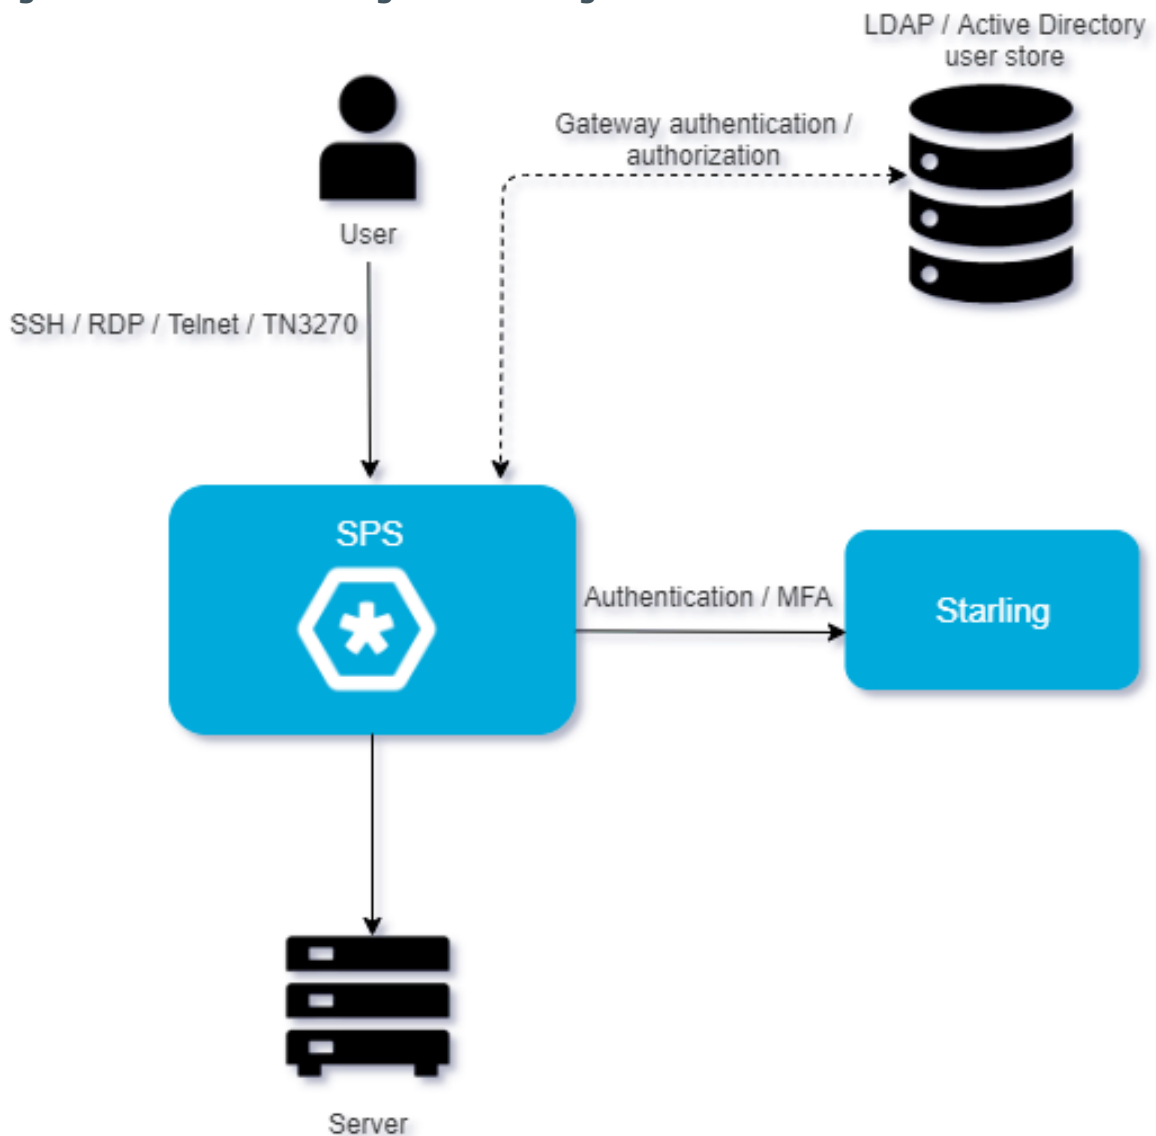 LDAP / Active Directory
user store
Gateway authentication /
authorization
User
SSH / RDP / Telnet / TN3270
SPS
Authentication / MFA
Starling
Server